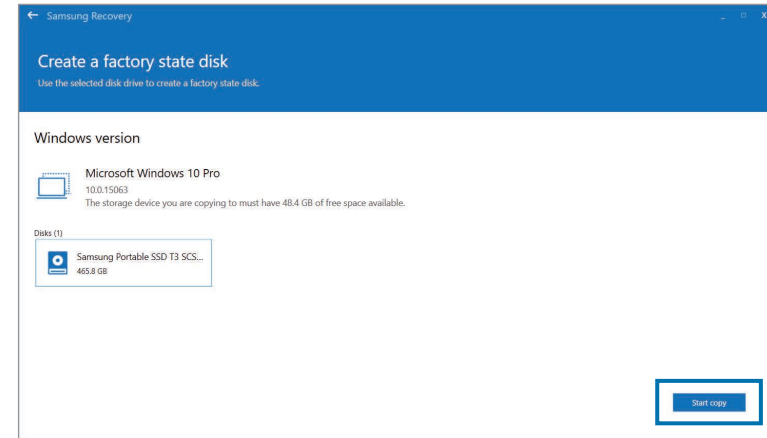 Samsung Recovery
Create a factory state disk
Use the selected disk drive to create a factory state disk.
Windows version
Microsoft Windows 10 Pro
10.0.15063
The storage device you are copying to must have 48.4 GB of free space available.
Disks (1)
Samsung Portable SSD T3 SCS...
465.8 GB
Start copy